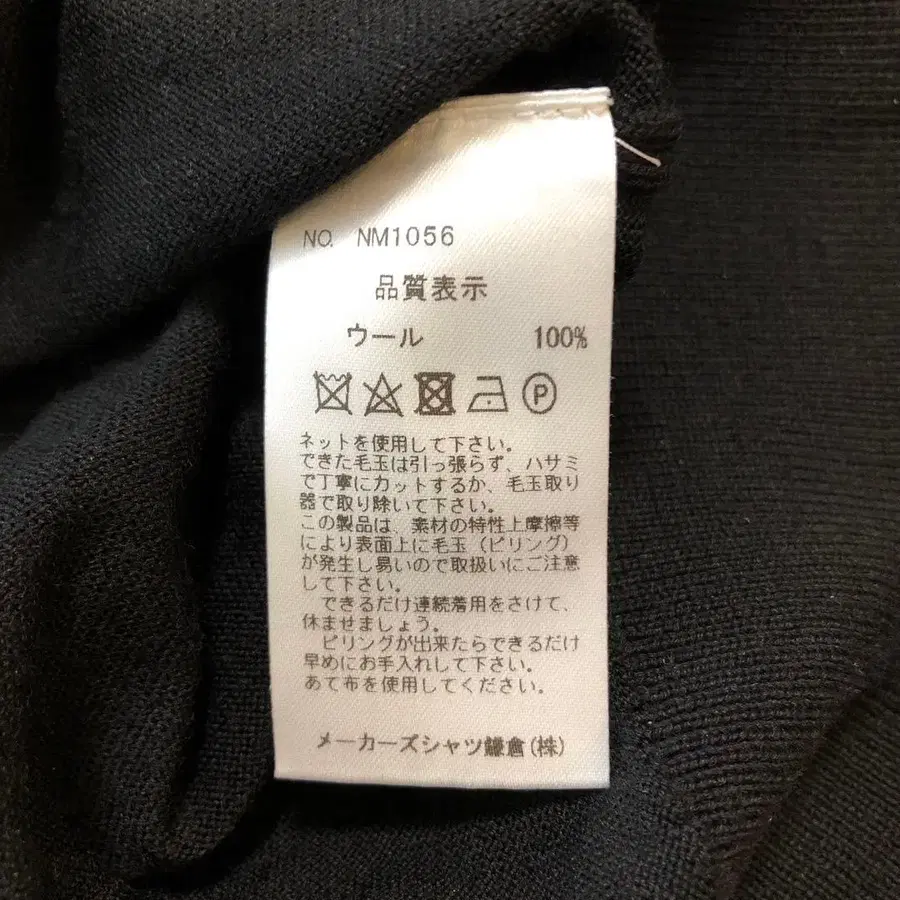 NO. NM1056
品質表示
ウール 100%
P
ネットを使用して下さい。
できた毛玉は引っ張らず、ハサミ
で丁寧にカットするか、毛玉取り
器で取り除いて下さい。
この製品は、素材の特性上摩擦等
により表面上に毛玉（ピリング）
が発生し易いので取扱いにご注意
して下さい。
できるだけ連続着用をさけて、
休ませましょう。
ピリングが出来たらできるだけ
早めにお手入れして下さい。
あて布を使用してください。
メーカーズシャツ鎌倉(株)